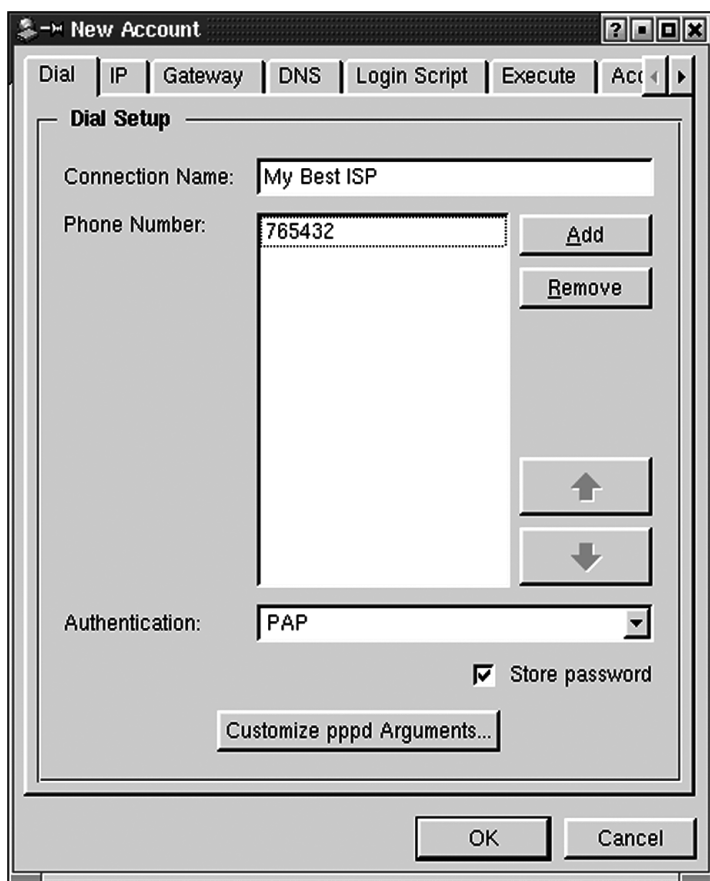 New Account
Dial IP Gateway DNS Login Script Execute Acc
Dial Setup
Connection Name: My Best ISP
Phone Number: 765432
Add
Remove
Authentication: PAP
Store password
Customize pppd Arguments...
OK Cancel